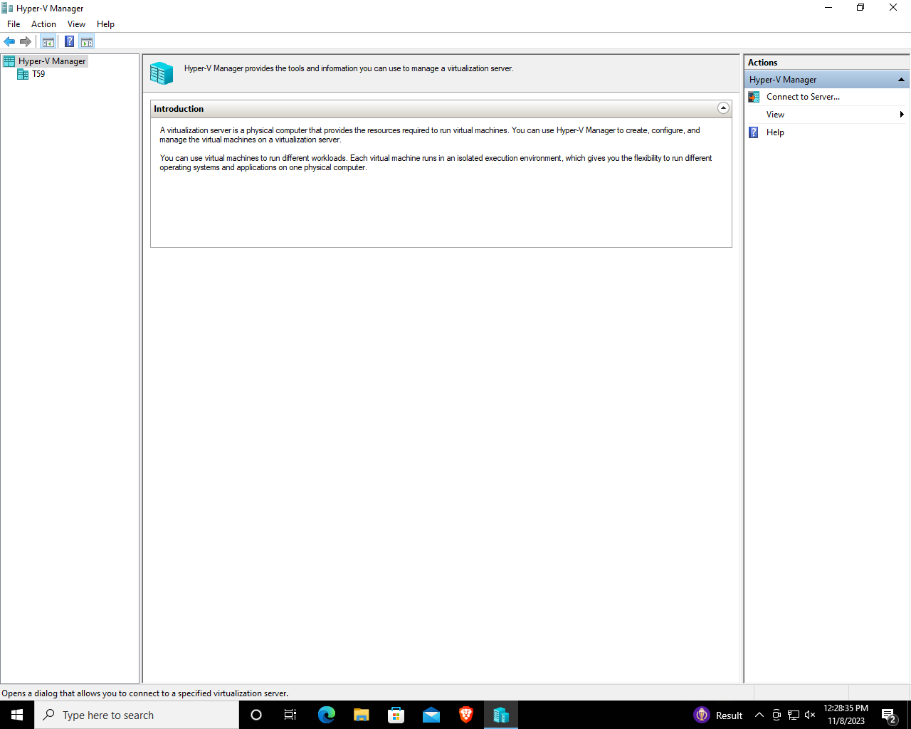 Hyper-V Manager
File Action View Help
Hyper-V Manager
T59
Hyper-V Manager provides the tools and information you can use to manage a virtualization server.
Introduction
A virtualization server is a physical computer that provides the resources required to run virtual machines. You can use Hyper-V Manager to create, configure, and
manage the virtual machines on a virtualization server.
You can use virtual machines to run different workloads. Each virtual machine runs in an isolated execution environment, which gives you the flexibility to run different
operating systems and applications on one physical computer.
Actions
Hyper-V Manager
Connect to Server...
View
Help
Opens a dialog that allows you to connect to a specified virtualization server.
Type here to search
Result
12:28:35 PM
11/8/2023
2